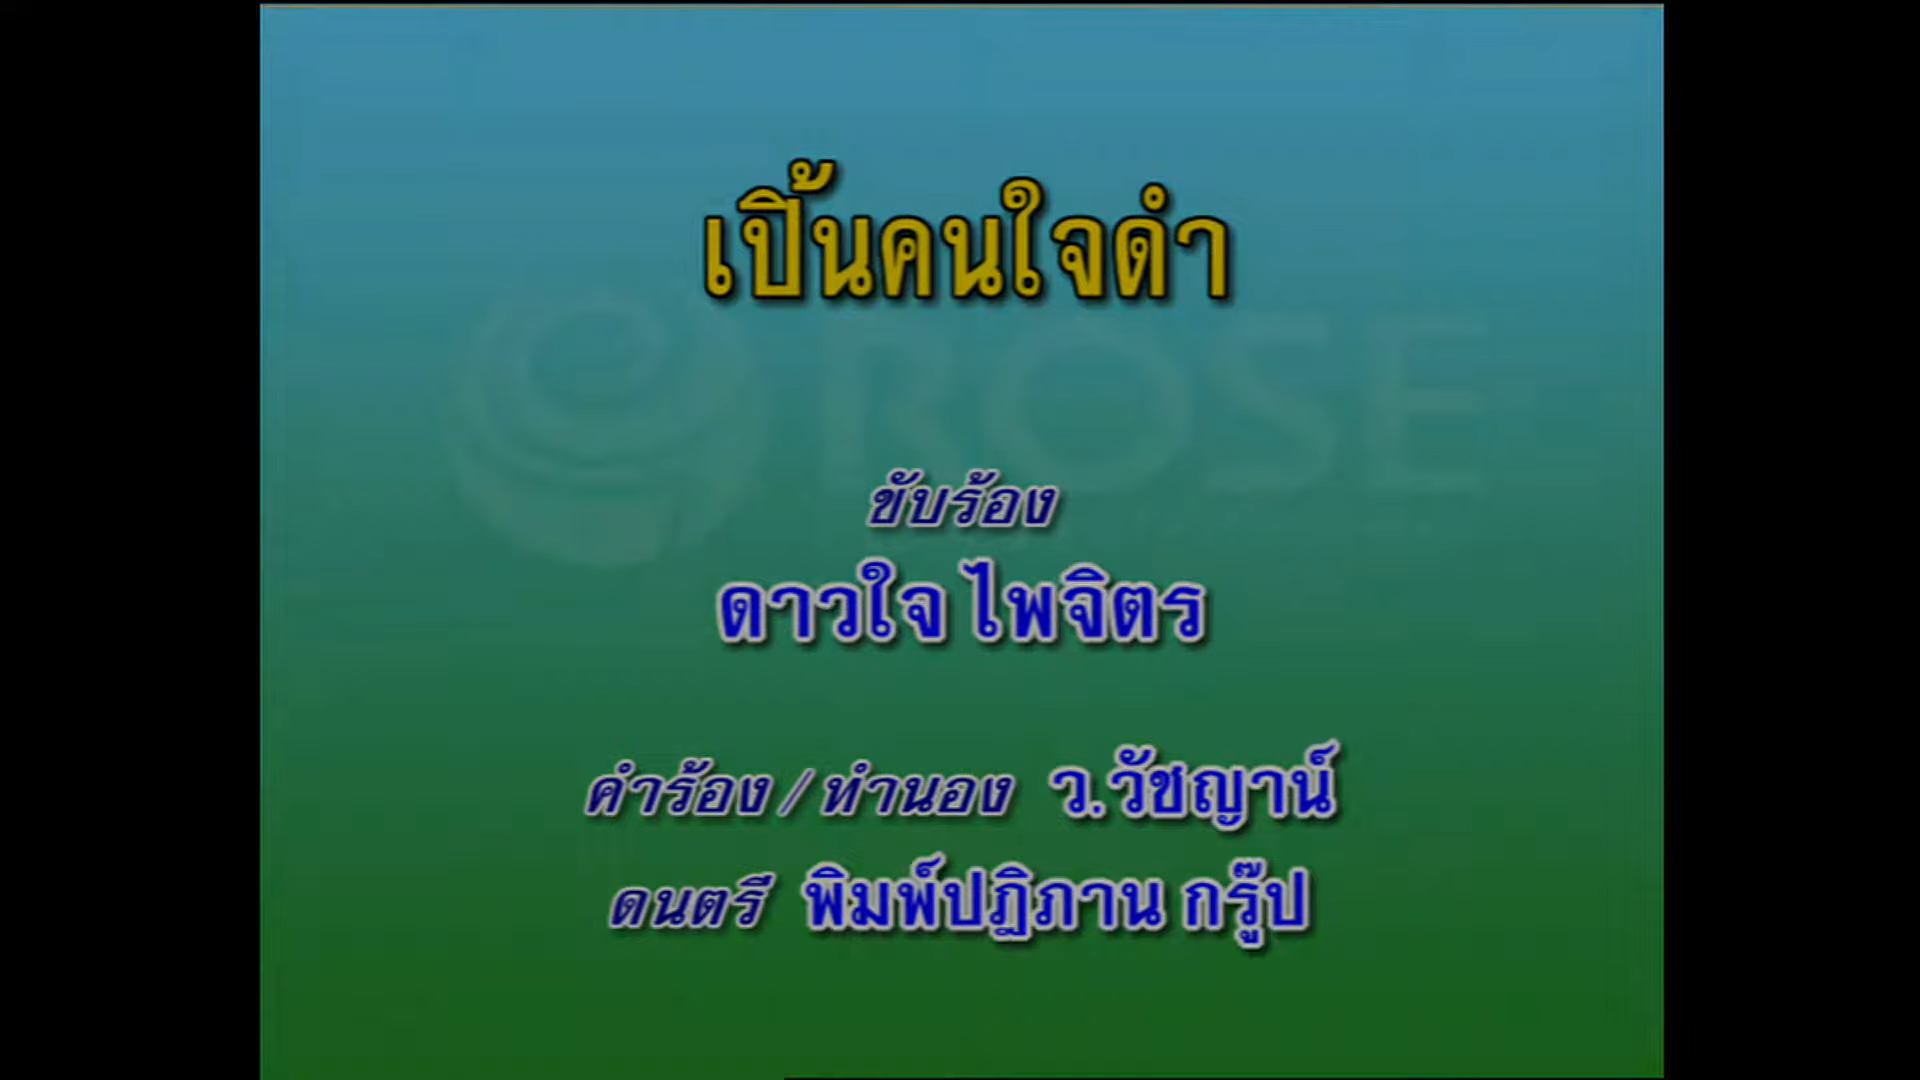 เปิ้นคนใจดำ
ROSE
ขับร้อง
ดาวใจ ไพจิตร
คำร้อง / ทำนอง ว.วัชญาน์
ดนตรี พิมพ์ปฏิภาน กรุ๊ป